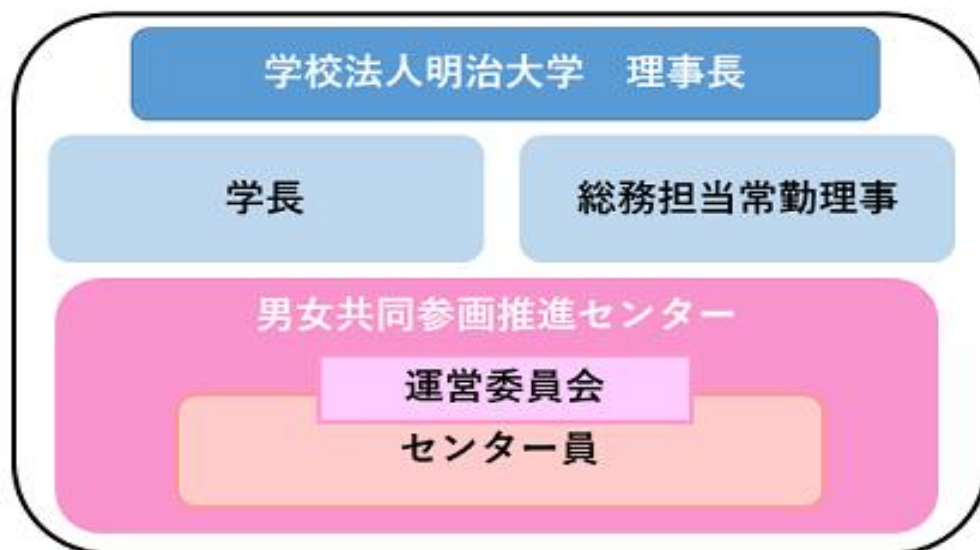 学校法人明治大学　理事長
学長
総務担当常勤理事
男女共同参画推進センター
運営委員会
センター員